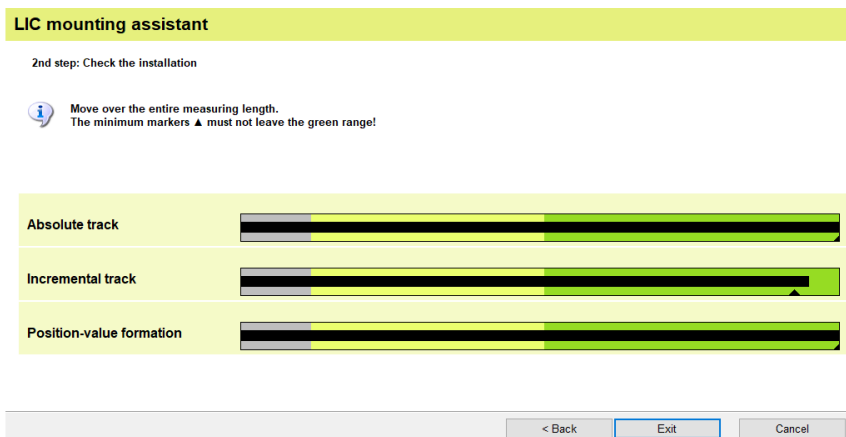 LIC mounting assistant
2nd step: Check the installation
Move over the entire measuring length.
The minimum markers ▲ must not leave the green range!
Absolute track
Incremental track
Position-value formation
< Back Exit Cancel